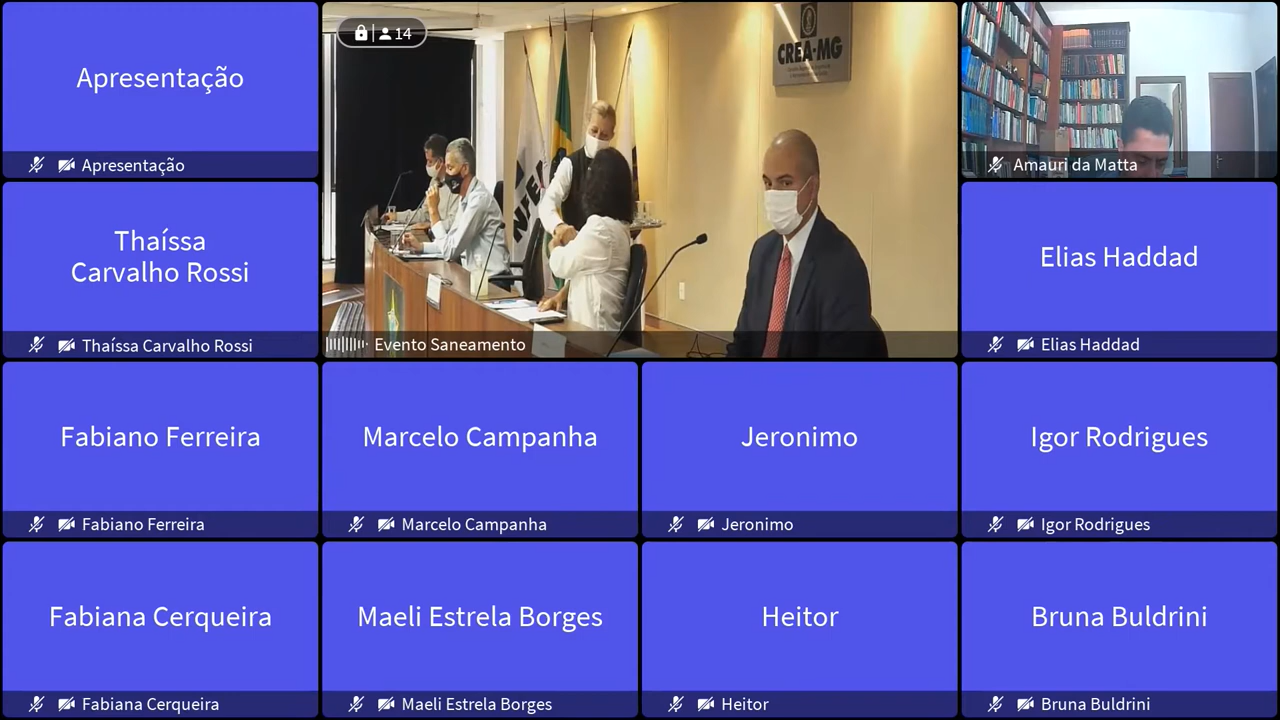 Apresentação
Apresentação
14
CREA-MG
Evento Saneamento
Amauri da Matta
Thaíssa
Carvalho Rossi
Thaíssa Carvalho Rossi
Elias Haddad
Elias Haddad
Fabiano Ferreira
Fabiano Ferreira
Marcelo Campanha
Marcelo Campanha
Jeronimo
Jeronimo
Igor Rodrigues
Igor Rodrigues
Fabiana Cerqueira
Fabiana Cerqueira
Maeli Estrela Borges
Maeli Estrela Borges
Heitor
Heitor
Bruna Buldrini
Bruna Buldrini